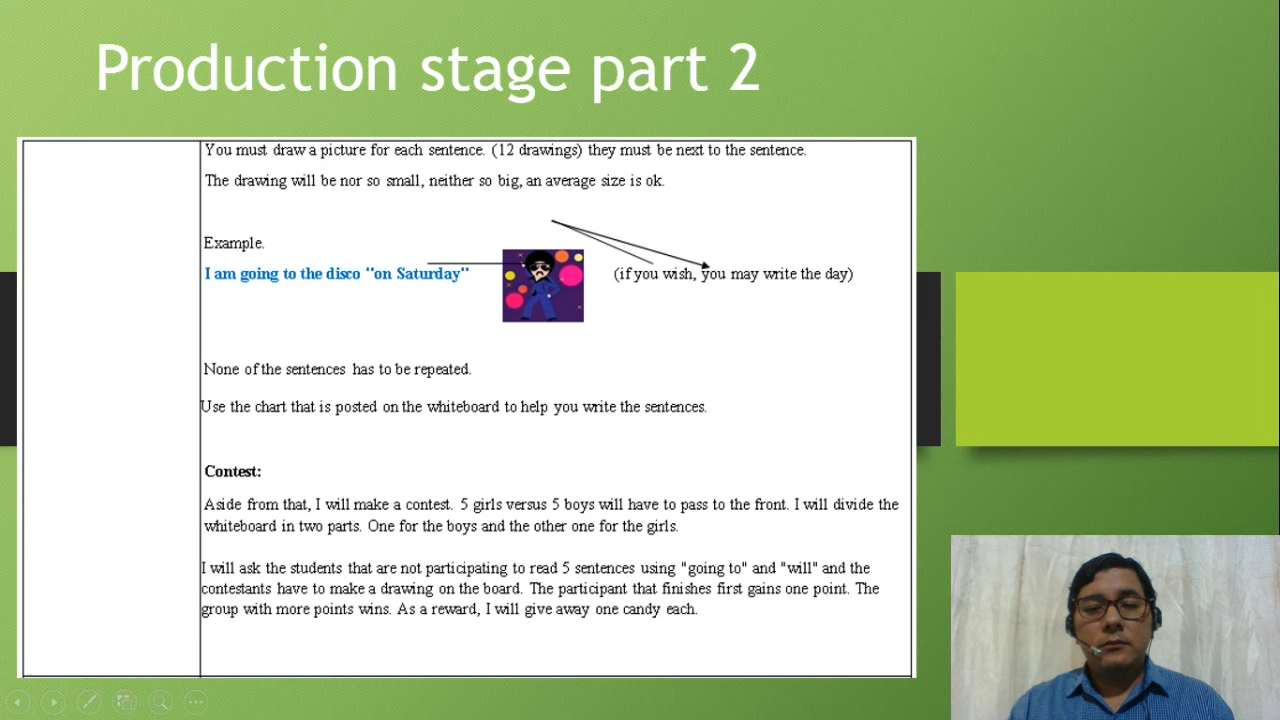 Production stage part 2
You must draw a picture for each sentence. (12 drawings) they must be next to the sentence.
The drawing will be nor so small, neither so big, an average size is ok.
Example.
I am going to the disco "on Saturday"
(if you wish, you may write the day)
None of the sentences has to be repeated.
Use the chart that is posted on the whiteboard to help you write the sentences.
Contest:
Aside from that, I will make a contest. 5 girls versus 5 boys will have to pass to the front. I will divide the
whiteboard in two parts. One for the boys and the other one for the girls.
I will ask the students that are not participating to read 5 sentences using "going to" and "will" and the
contestants have to make a drawing on the board. The participant that finishes first gains one point. The
group with more points wins. As a reward, I will give away one candy each.